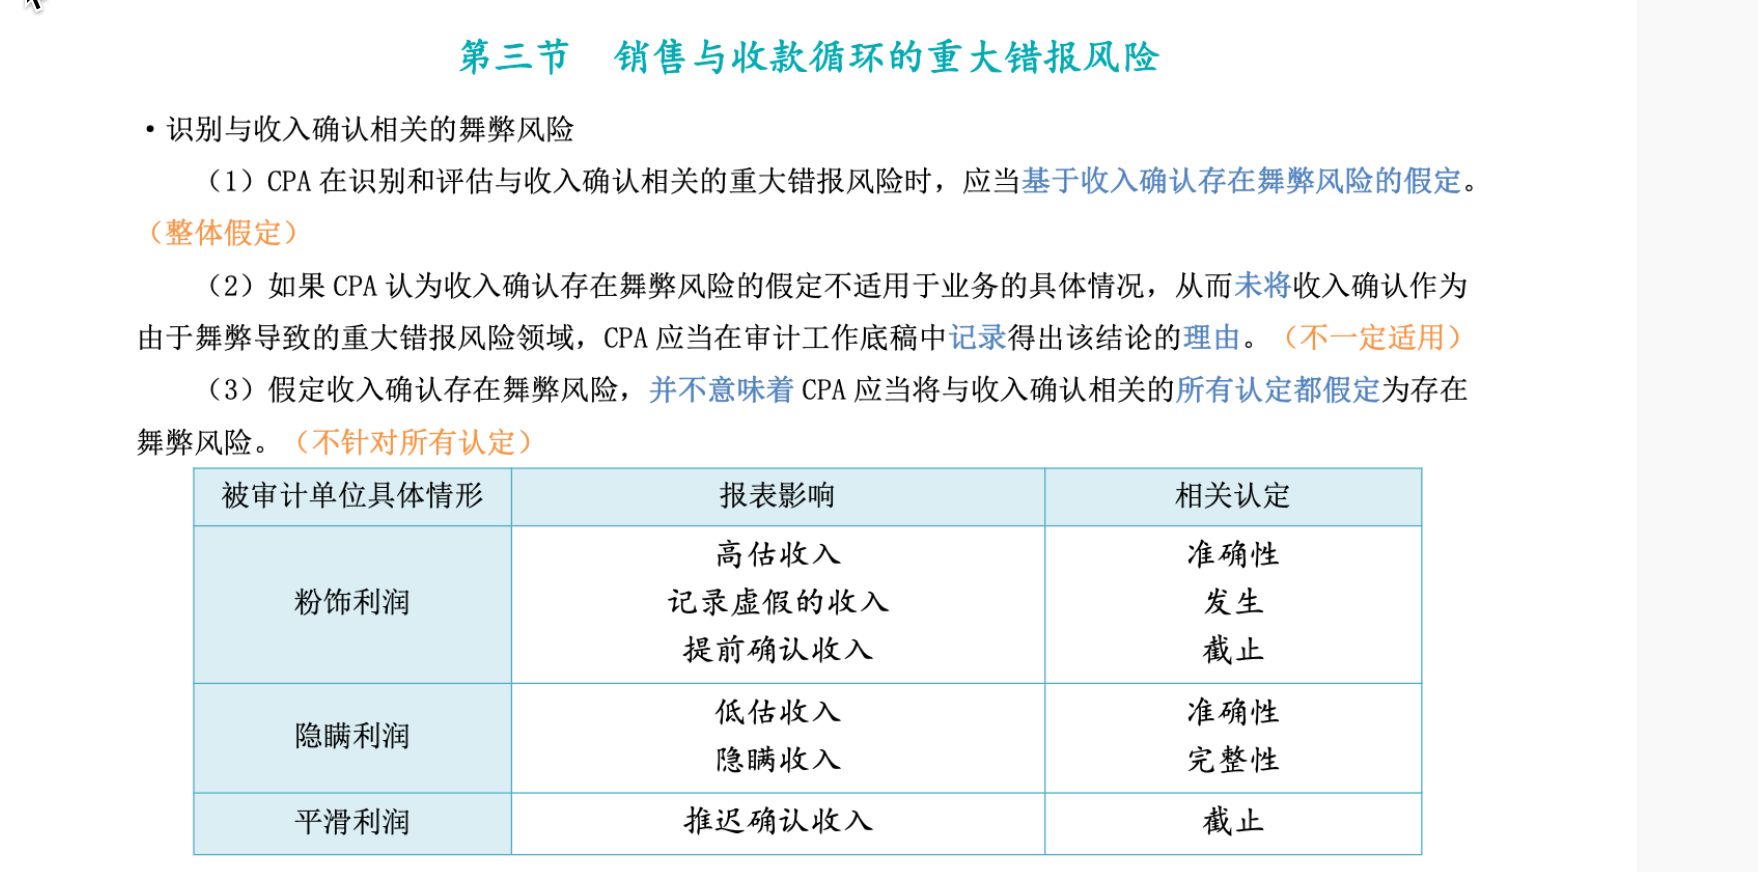 第三节 销售与收款循环的重大错报风险
•识别与收入确认相关的舞弊风险
（1）CPA 在识别和评估与收入确认相关的重大错报风险时，应当基于收入确认存在舞弊风险的假定。
（整体假定）
（2）如果 CPA 认为收入确认存在舞弊风险的假定不适用于业务的具体情况，从而未将收入确认作为
由于舞弊导致的重大错报风险领域，CPA 应当在审计工作底稿中记录得出该结论的理由。（不一定适用）
（3）假定收入确认存在舞弊风险，并不意味着 CPA 应当将与收入确认相关的所有认定都假定为存在
舞弊风险。（不针对所有认定）
被审计单位具体情形 报表影响 相关认定
高估收入 准确性
粉饰利润 记录虚假的收入 发生
提前确认收入 截止
低估收入 准确性
隐瞒利润
隐瞒收入 完整性
平滑利润 推迟确认收入 截止